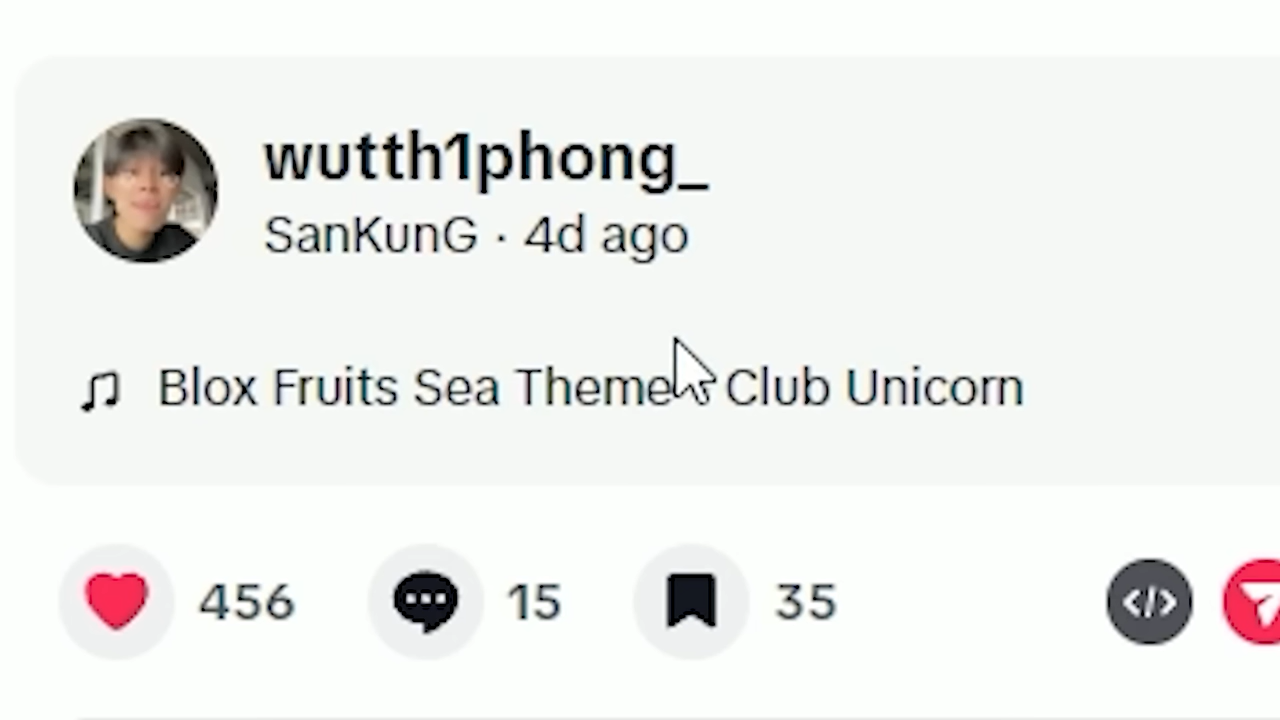 wutth1phong_
SanKunG · 4d ago
Blox Fruits Sea Theme Club Unicorn
456
15
35